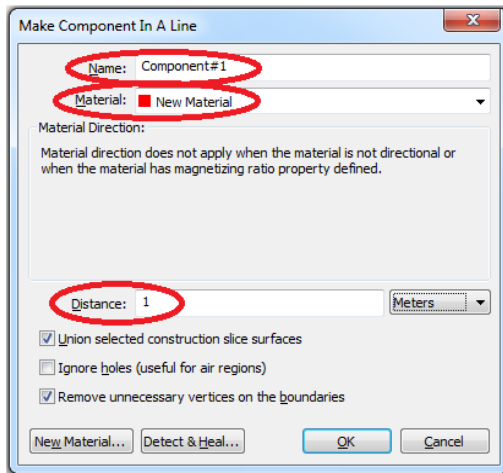 Make Component In A Line
Name: Component#1
Material: New Material
Material Direction:
Material direction does not apply when the material is not directional or
when the material has magnetizing ratio property defined.
Distance: 1 Meters
Union selected construction slice surfaces
Ignore holes (useful for air regions)
Remove unnecessary vertices on the boundaries
New Material... Detect & Heal... OK Cancel